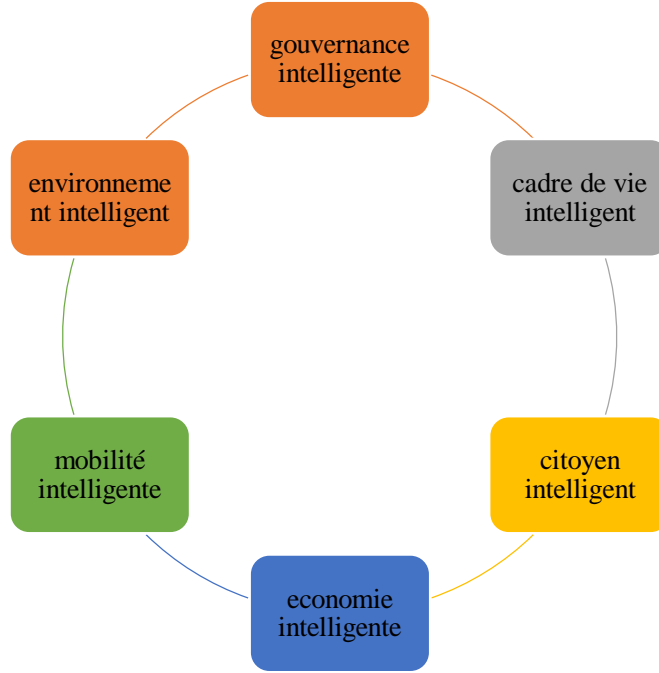 gouvernance
intelligente
environneme
nt intelligent
cadre de vie
intelligent
mobilité
intelligente
citoyen
intelligent
economie
intelligente